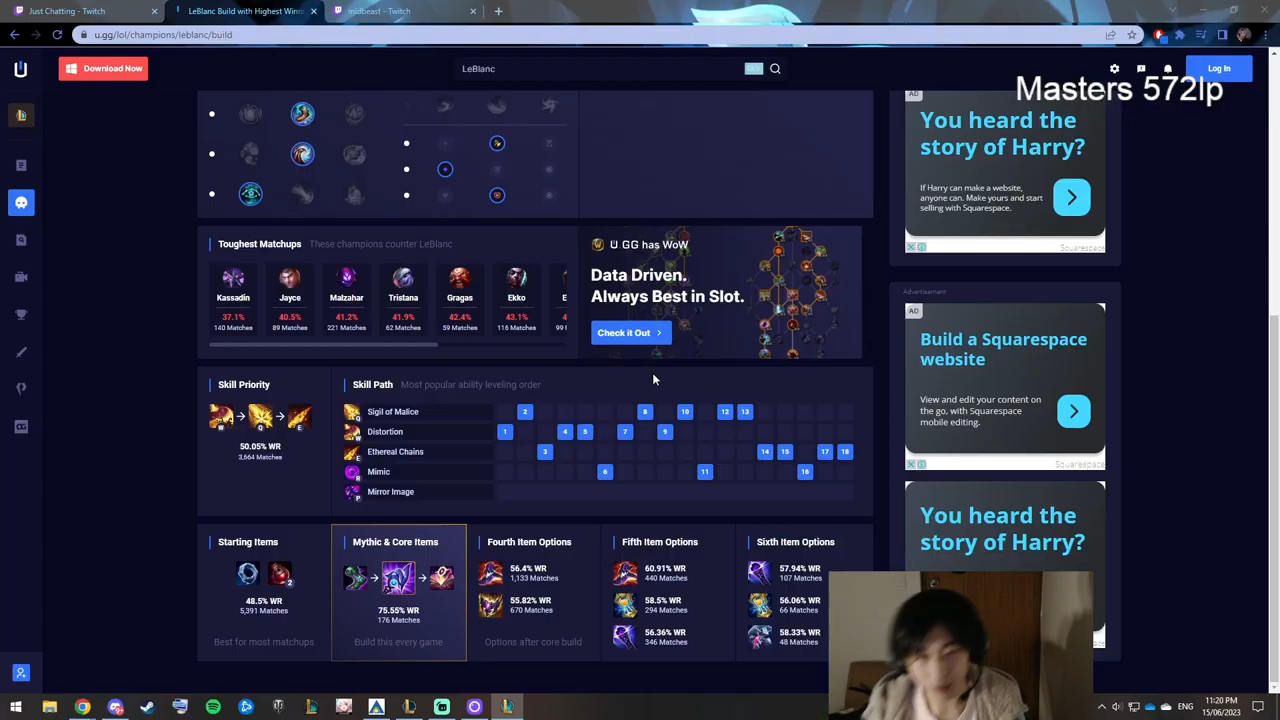 Just Chatting - Twitch
LeBlanc Build with Highest Winr
midbeast - Twitch
u.gg/lol/champions/leblanc/build
Download Now
LeBlanc
Log In
Masters 572lp
AD
You heard the
story of Harry?
If Harry can make a website,
anyone can. Make yours and start
selling with Squarespace.
Squarespace
Toughest Matchups
These champions counter LeBlanc
Kassadin
37.1%
140 Matches
Jayce
40.5%
89 Matches
Malzahar
41.2%
221 Matches
Tristana
41.9%
62 Matches
Gragas
42.4%
59 Matches
Ekko
43.1%
116 Matches
U GG has WoW
Data Driven.
Always Best in Slot.
Check it Out
Advertisement
AD
Build a Squarespace
website
View and edit your content on
the go, with Squarespace
mobile editing.
Squarespace
Skill Priority
W
Q
E
50.05% WR
3,664 Matches
Skill Path
Most popular ability leveling order
Sigil of Malice
2 8 10 12 13
Distortion
1 4 5 7 9
Ethereal Chains
3 14 15 17 18
Mimic
6 11 16
Mirror Image
You heard the
story of Harry?
Starting Items
2
48.5% WR
5,391 Matches
Best for most matchups
Mythic & Core Items
75.55% WR
176 Matches
Build this every game
Fourth Item Options
56.4% WR
1,133 Matches
55.82% WR
670 Matches
Options after core build
Fifth Item Options
60.91% WR
440 Matches
58.5% WR
294 Matches
56.36% WR
346 Matches
Sixth Item Options
57.94% WR
107 Matches
56.06% WR
66 Matches
58.33% WR
48 Matches
11:20 PM
15/06/2023